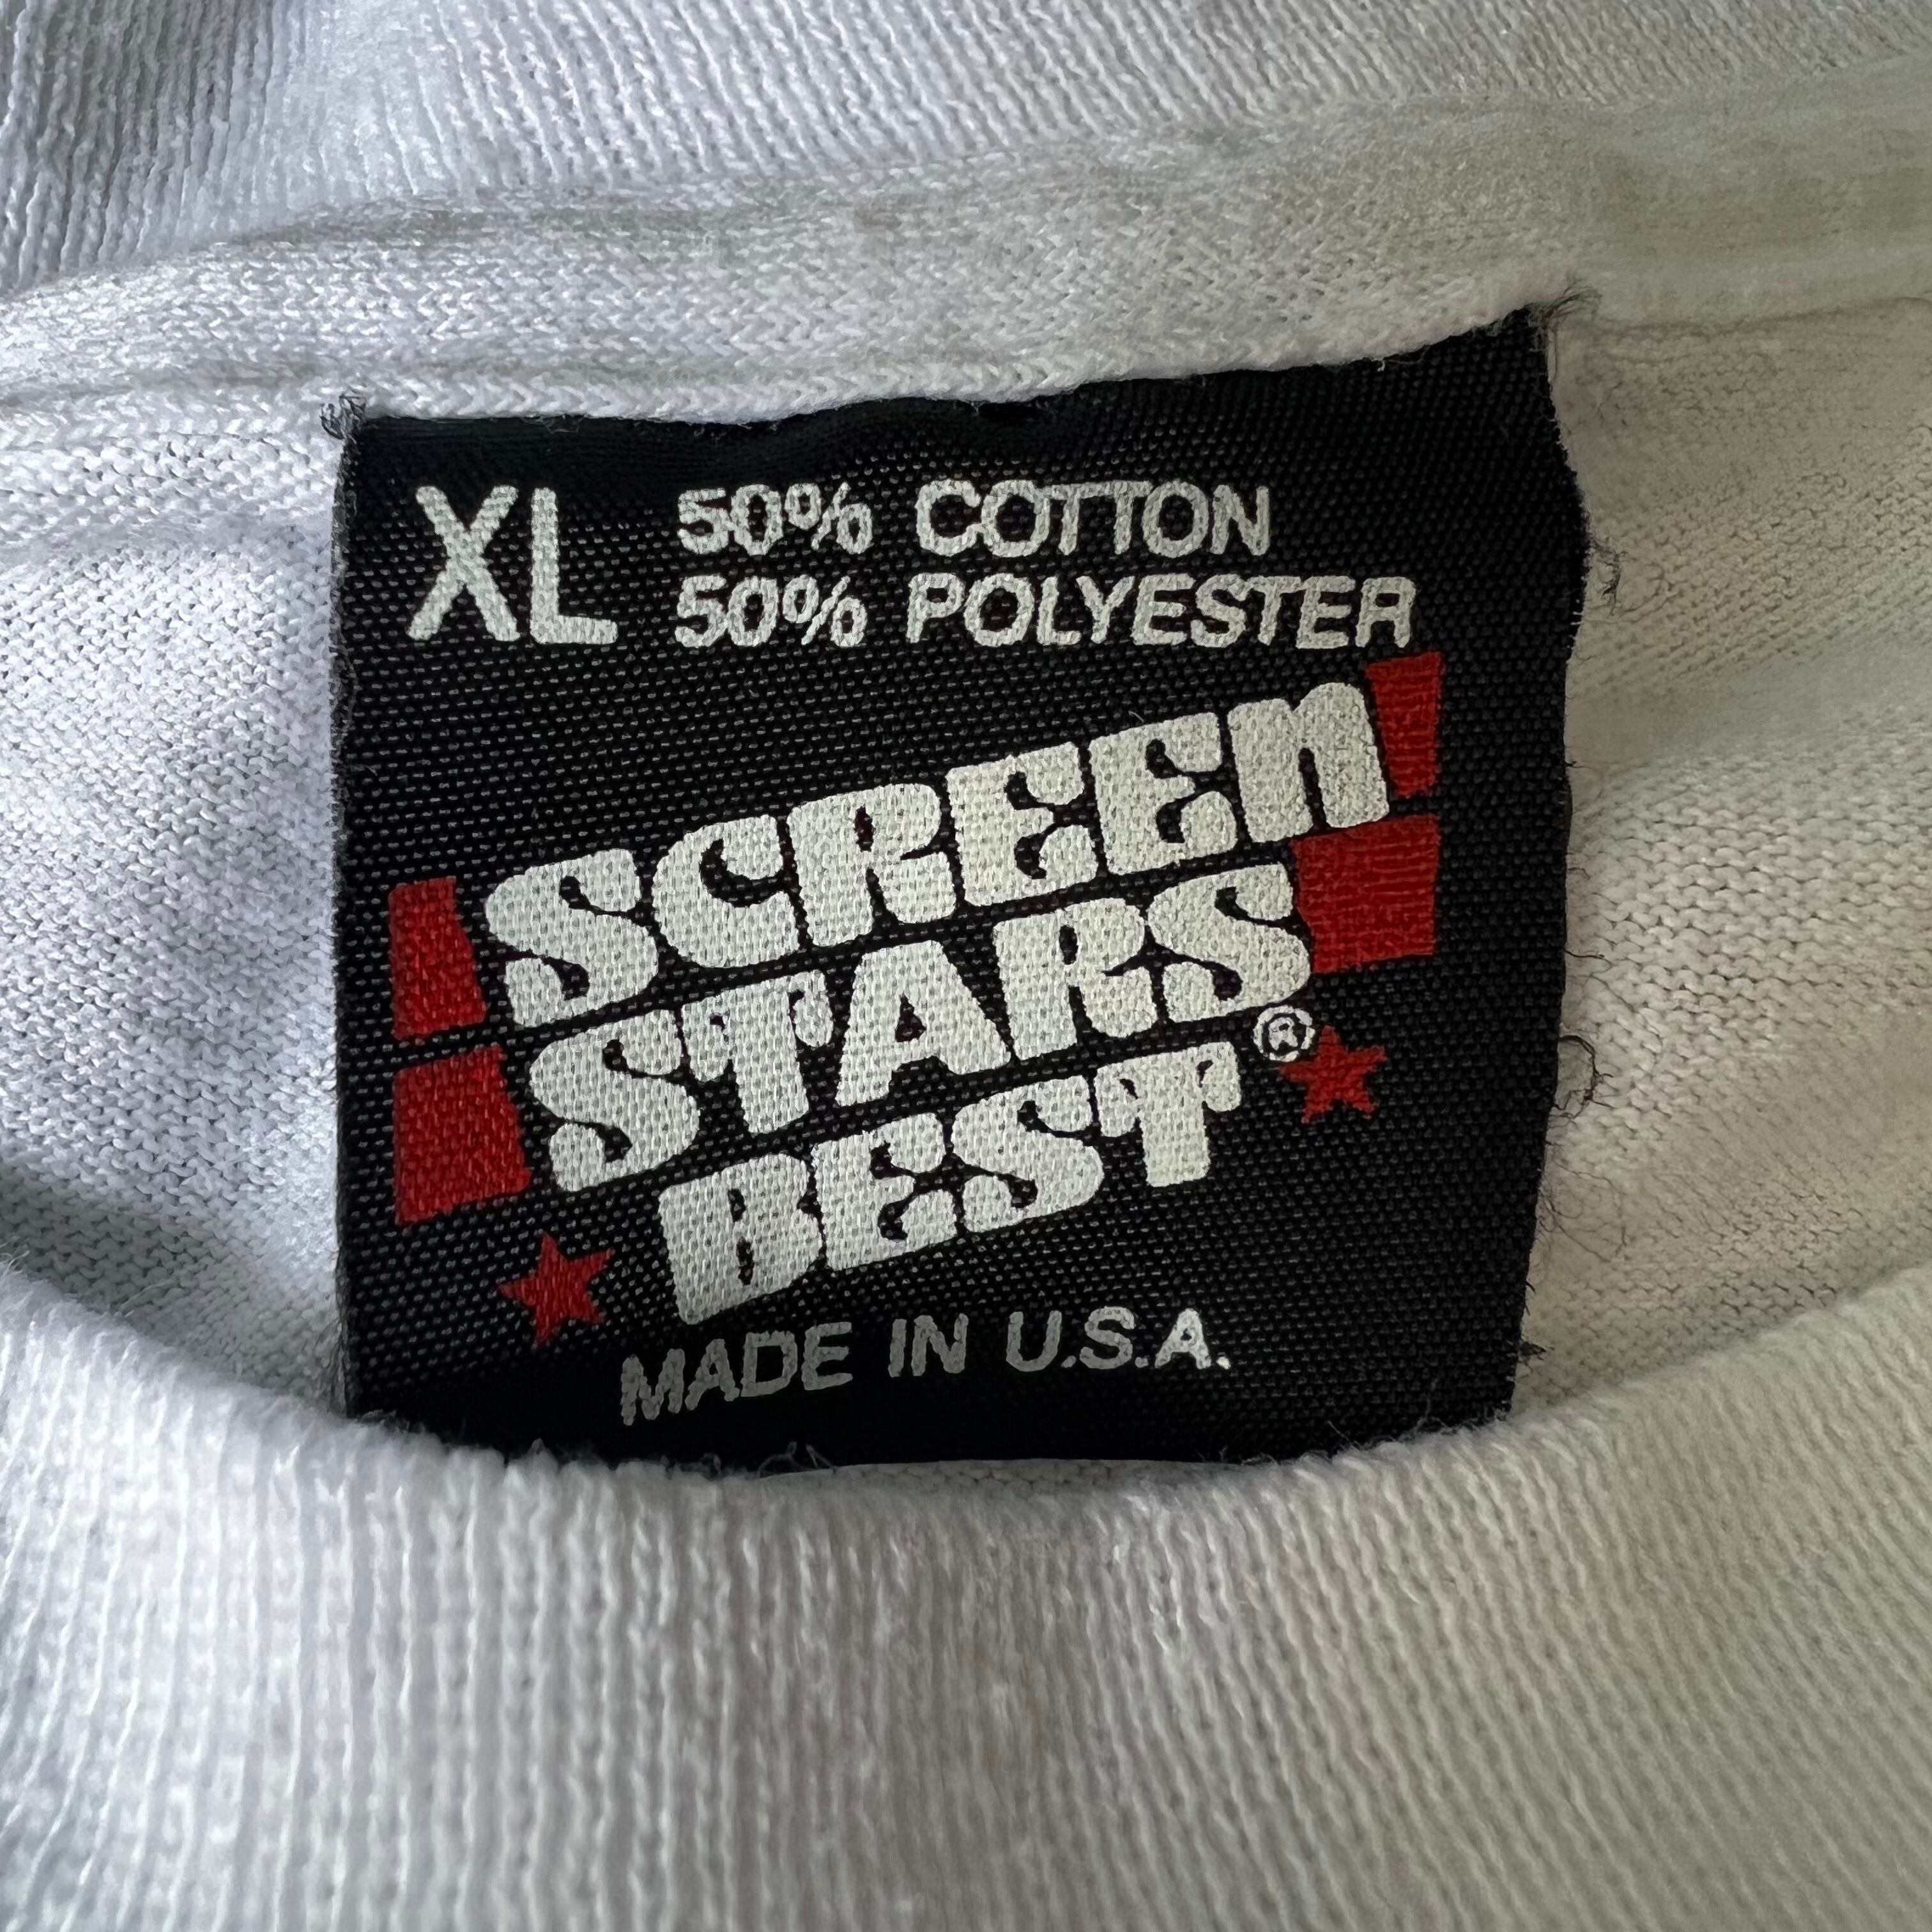 XL 50% COTTON
50% POLYESTER
SCREEN
STARS
BEST®
MADE IN U.S.A.